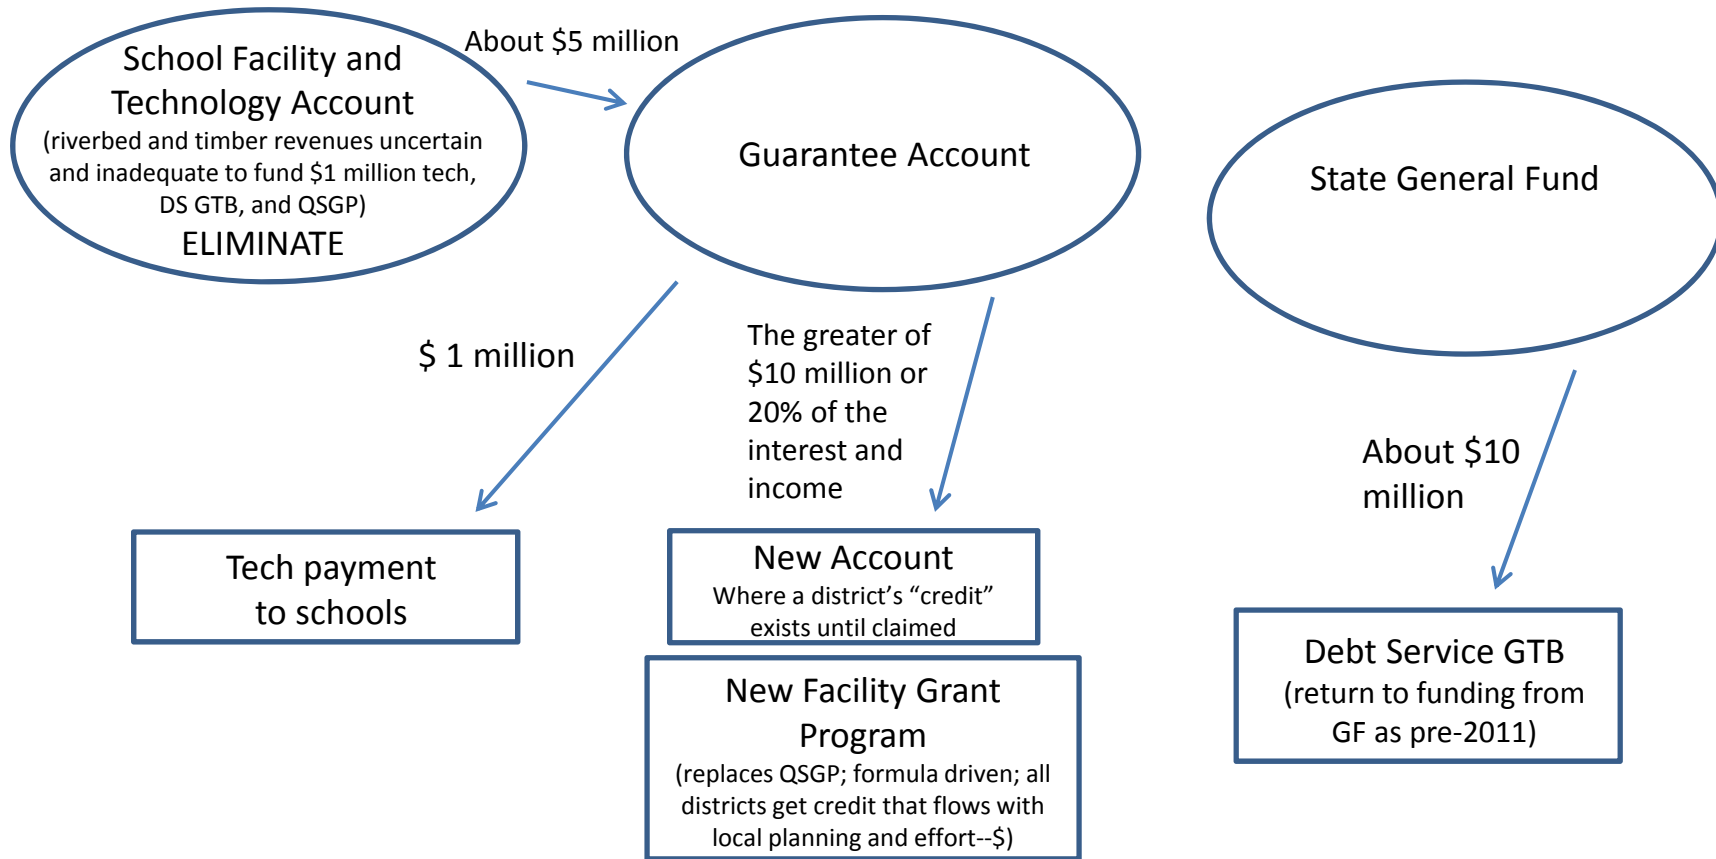 School Facility and
Technology Account
(riverbed and timber revenues uncertain
and inadequate to fund $1 million tech,
DS GTB, and QSGP)
ELIMINATE
About $5 million
Guarantee Account
State General Fund
$ 1 million
The greater of
$10 million or
20% of the
interest and
income
About $10
million
Tech payment
to schools
New Account
Where a district’s “credit”
exists until claimed
New Facility Grant
Program
(replaces QSGP; formula driven; all
districts get credit that flows with
local planning and effort--$)
Debt Service GTB
(return to funding from
GF as pre-2011)